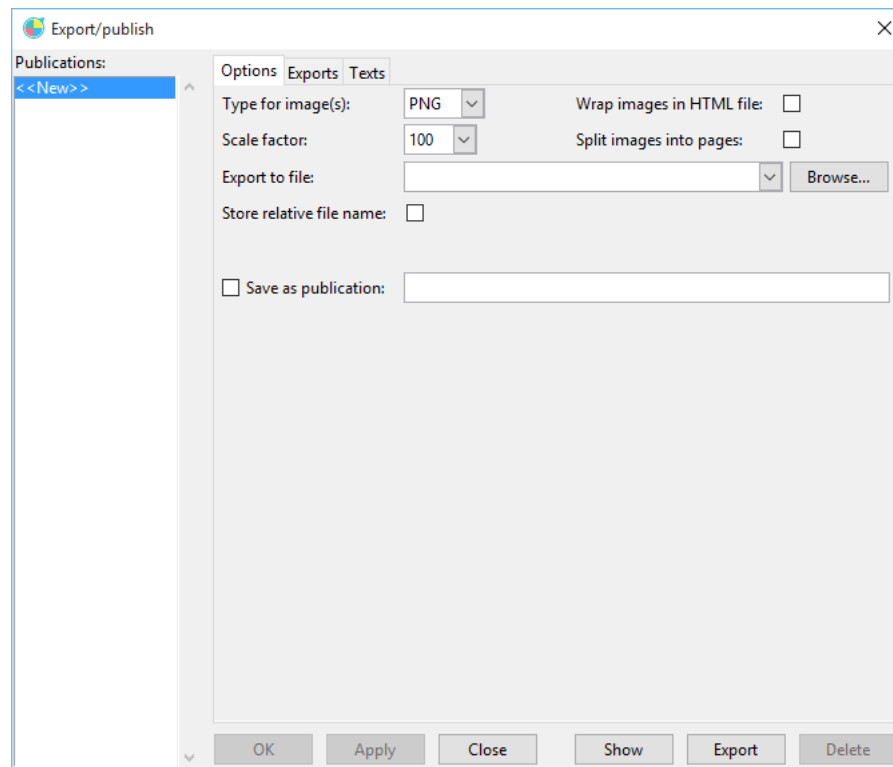 Export/publish
Publications:
<<New>>
Options Exports Texts
Type for image(s): PNG Wrap images in HTML file:
Scale factor: 100 Split images into pages:
Export to file: Browse...
Store relative file name:
Save as publication:
OK Apply Close Show Export Delete